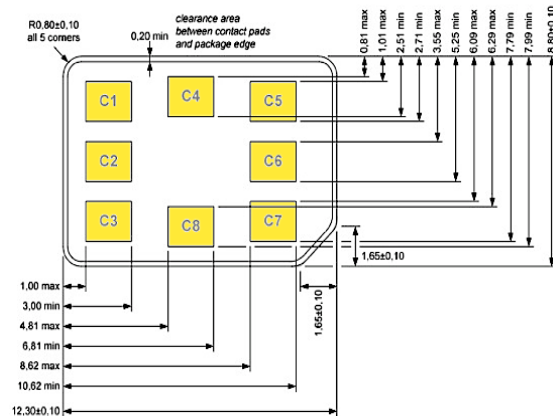 R0,80±0,10
all 5 corners
0,20 min
clearance area
between contact pads
and package edge
0,81 max
1,01 max
2,51 min
2,71 min
3,55 max
5,25 min
6,09 max
6,29 max
7,79 min
7,99 min
8,80±0,10
C1
C4
C5
C2
C6
C3
C8
C7
1,65±0,10
1,65±0,10
1,00 max
3,00 min
4,81 max
6,81 min
8,62 max
10,62 min
12,30±0,10